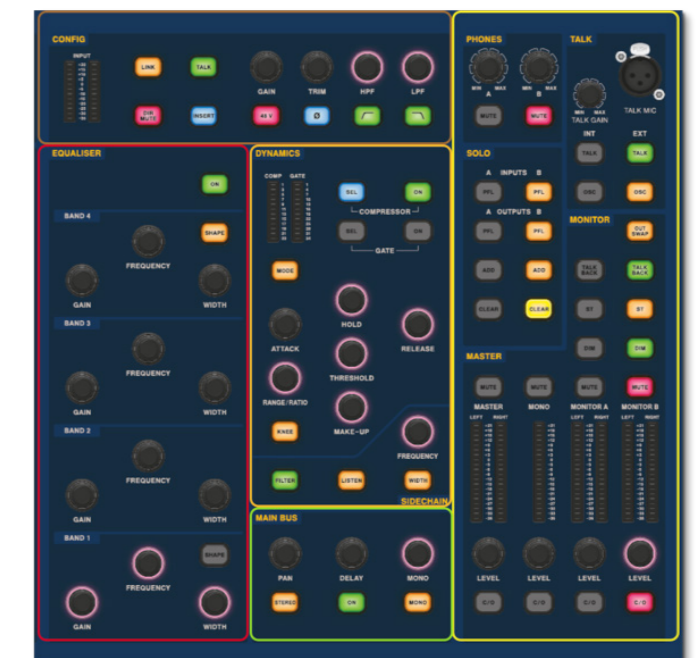 CONFIG
INPUT
LINK
TALK
GAIN
TRIM
HPF
LPF
DIR MUTE
INSERT
48 V
Ø
EQUALISER
ON
BAND 4
SHAPE
FREQUENCY
GAIN
WIDTH
BAND 3
FREQUENCY
GAIN
WIDTH
BAND 2
FREQUENCY
GAIN
WIDTH
BAND 1
SHAPE
FREQUENCY
GAIN
WIDTH
DYNAMICS
COMP GATE
SEL
ON
COMPRESSOR
SEL
ON
GATE
MODE
HOLD
ATTACK
RELEASE
THRESHOLD
RANGE/RATIO
KNEE
MAKE-UP
FREQUENCY
FILTER
LISTEN
WIDTH
SIDECHAIN
MAIN BUS
PAN
DELAY
MONO
STEREO
ON
MONO
PHONES
MIN MAX
MIN MAX
A
B
MUTE
MUTE
TALK
MIN MAX
TALK GAIN
TALK MIC
INT
EXT
TALK
TALK
OSC
OSC
SOLO
A INPUTS B
PFL
PFL
A OUTPUTS B
PFL
PFL
ADD
ADD
CLEAR
CLEAR
MONITOR
OUT SWAP
TALK BACK
TALK BACK
ST
ST
DIM
DIM
MASTER
MUTE
MUTE
MUTE
MUTE
MASTER
MONO
MONITOR A
MONITOR B
LEFT RIGHT
LEFT RIGHT
LEFT RIGHT
LEVEL
LEVEL
LEVEL
LEVEL
C/O
C/O
C/O
C/O